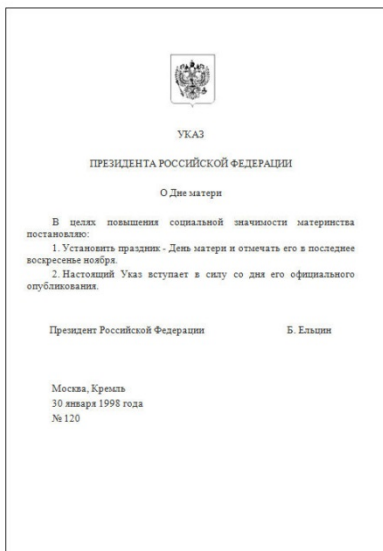 УКАЗ
ПРЕЗИДЕНТА РОССИЙСКОЙ ФЕДЕРАЦИИ
О Дне матери
В целях повышения социальной значимости материнства
постановляю:
1. Установить праздник - День матери и отмечать его в последнее
воскресенье ноября.
2. Настоящий Указ вступает в силу со дня его официального
опубликования.
Президент Российской Федерации Б. Ельцин
Москва, Кремль
30 января 1998 года
№ 120